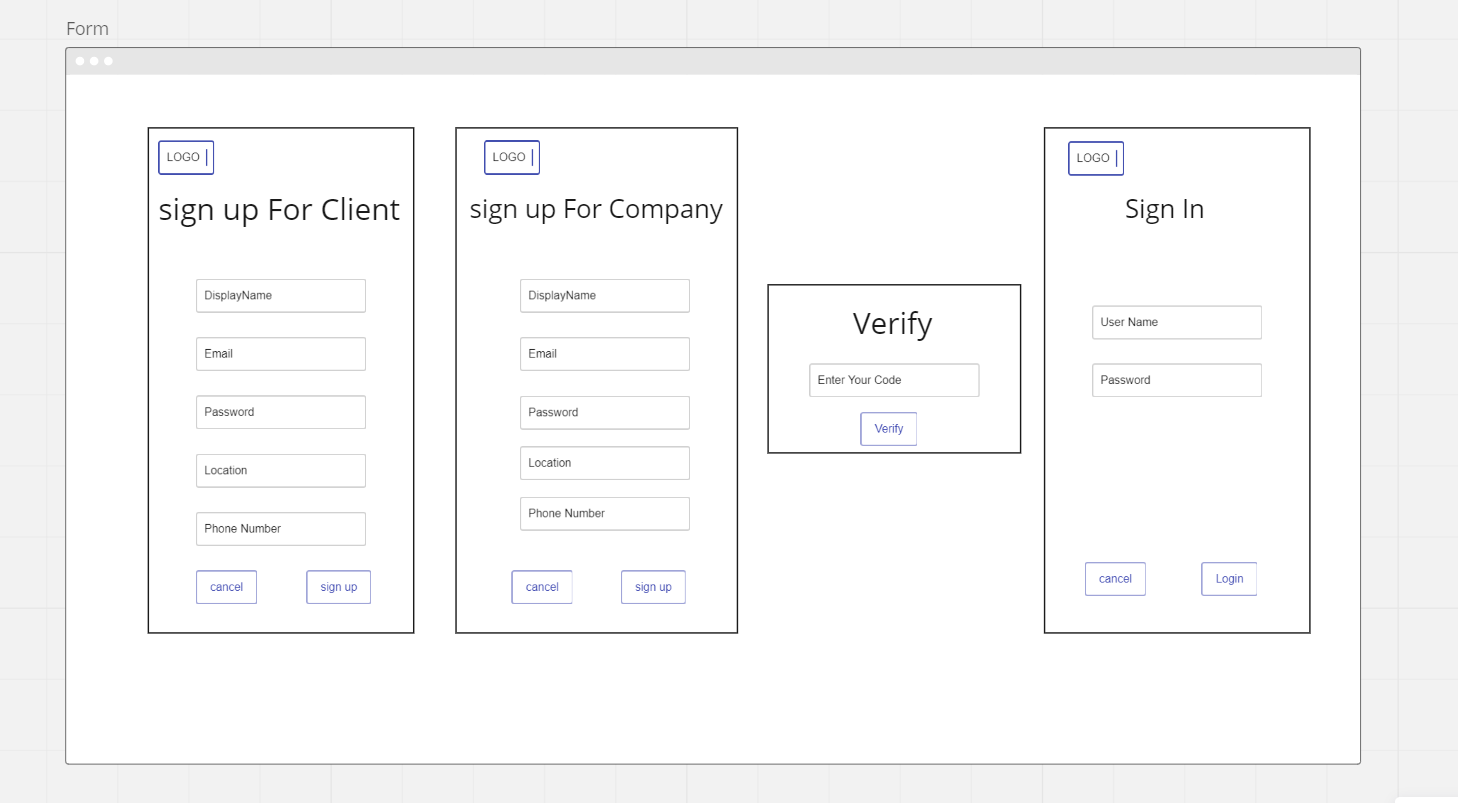 Form
LOGO
sign up For Client
DisplayName
Email
Password
Location
Phone Number
cancel
sign up
LOGO
sign up For Company
DisplayName
Email
Password
Location
Phone Number
cancel
sign up
Verify
Enter Your Code
Verify
LOGO
Sign In
User Name
Password
cancel
Login